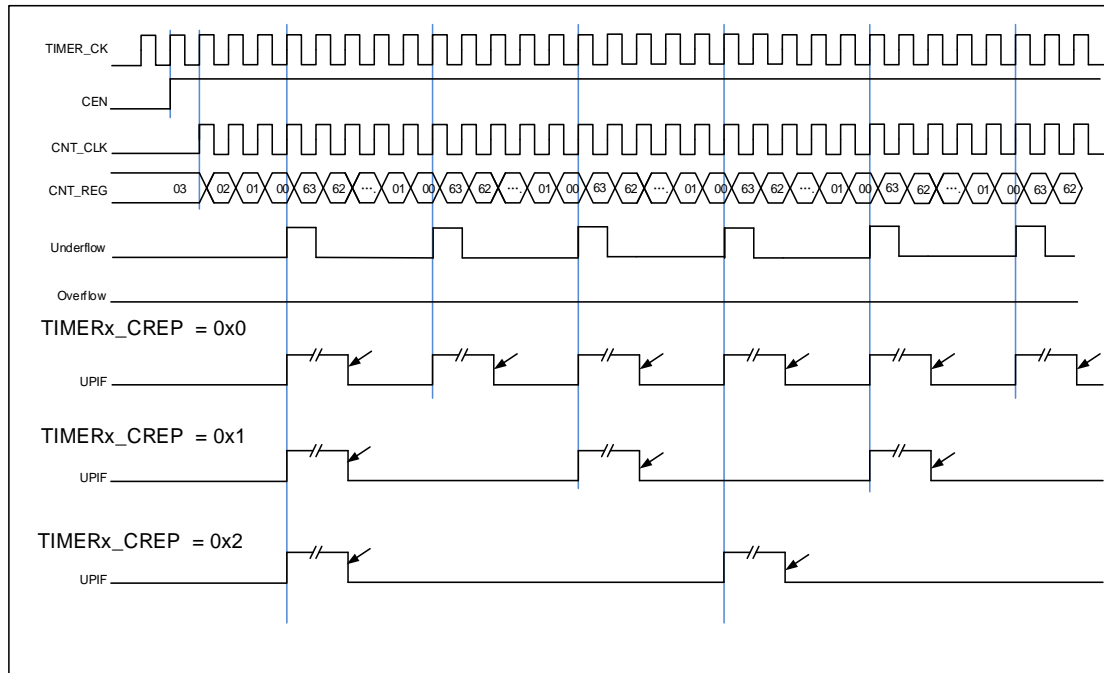 TIMER_CK
CEN
CNT_CLK
CNT_REG 03 02 01 00 63 62 .... 01 00 63 62 .... 01 00 63 62 .... 01 00 63 62 .... 01 00 63 62 .... 01 00 63 62
Underflow
Overflow
TIMERx_CREP = 0x0
UPIF
TIMERx_CREP = 0x1
UPIF
TIMERx_CREP = 0x2
UPIF